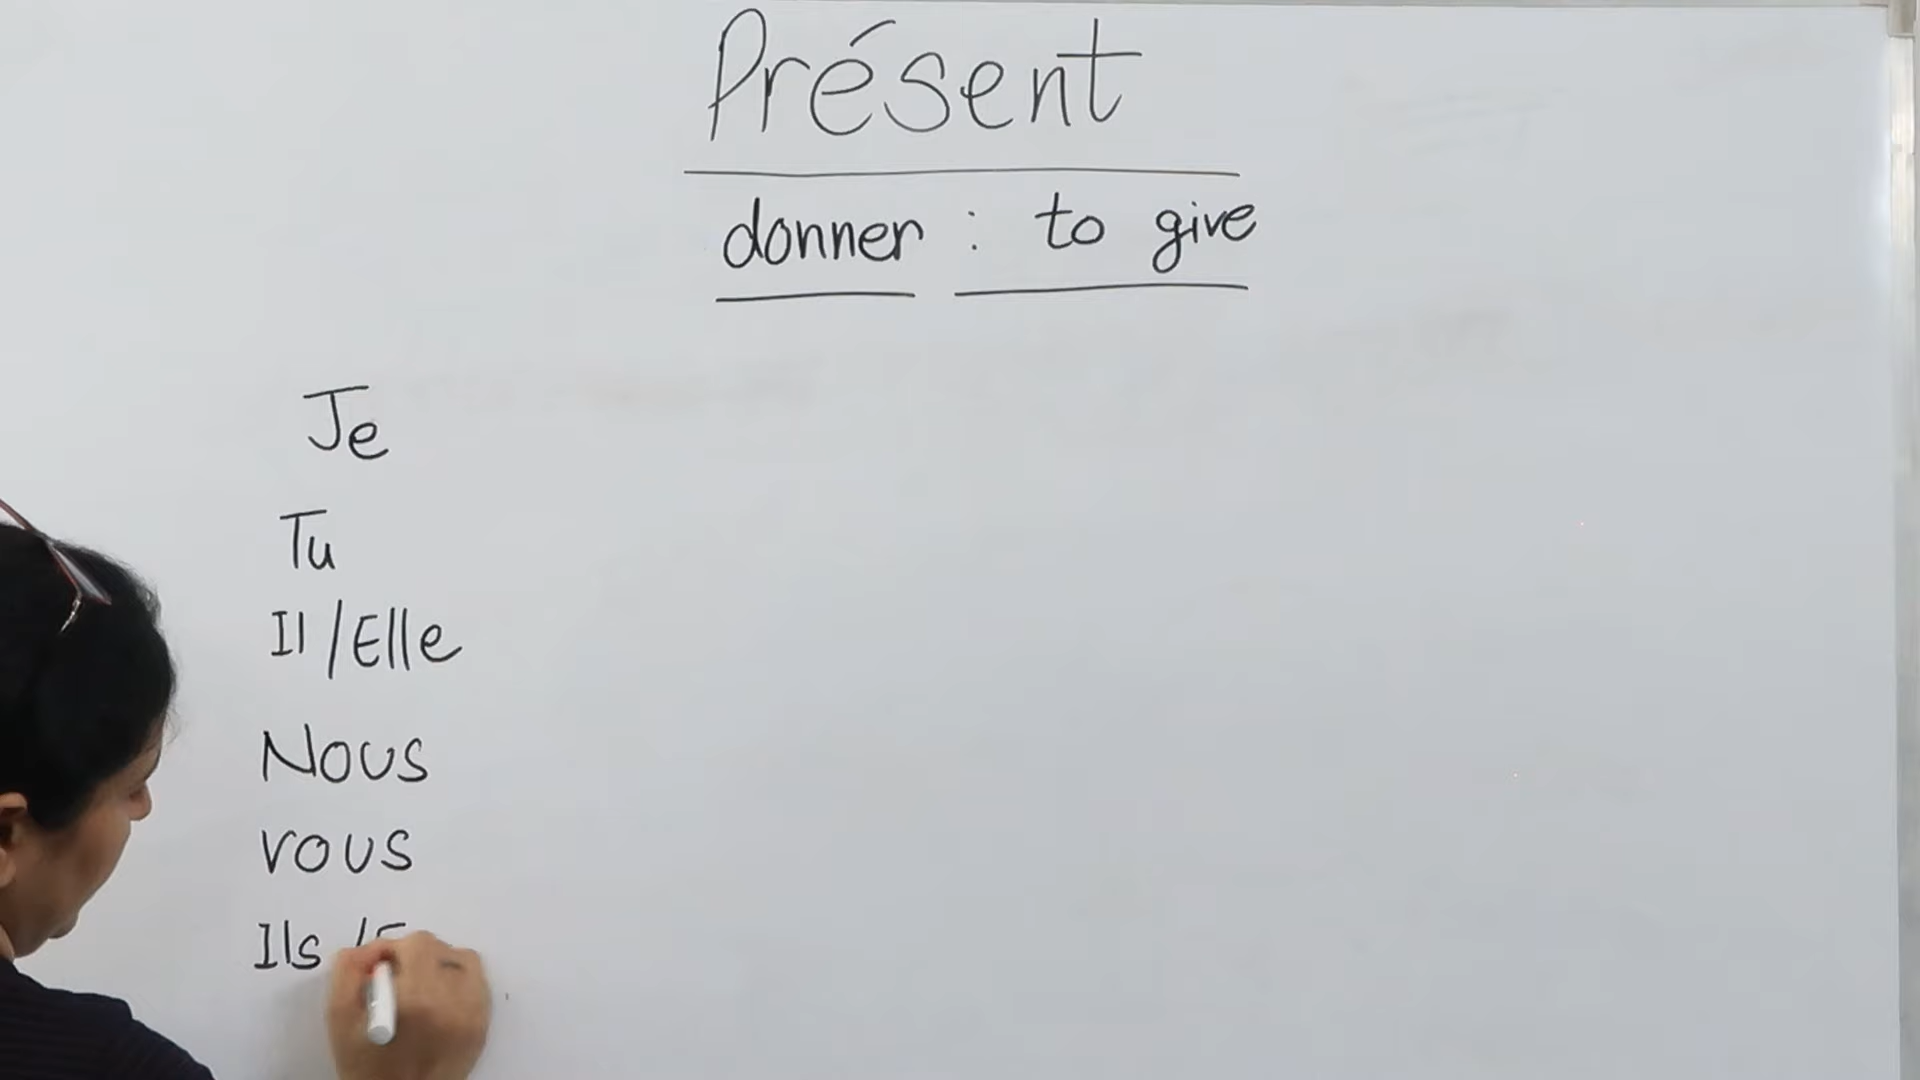 Présent
donner : to give
Je
Tu
Il/Elle
Nous
vous
Ils /